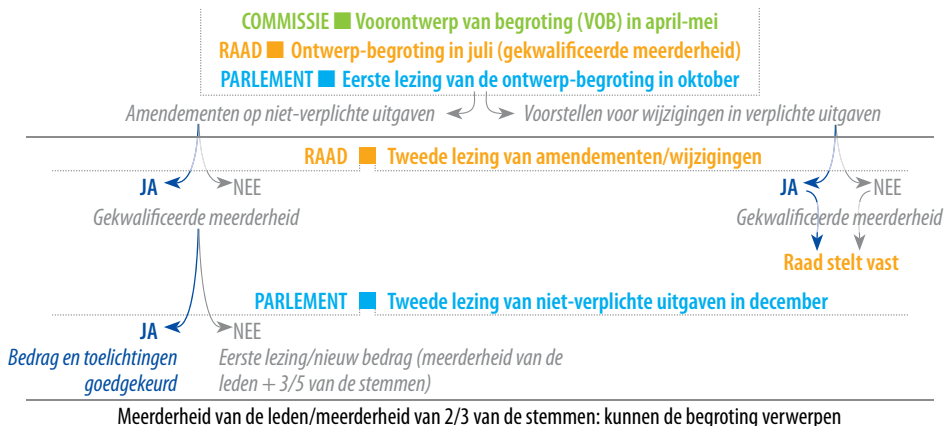 COMMISSIE ■ Voorontwerp van begroting (VOB) in april-mei
RAAD ■ Ontwerp-begroting in juli (gekwalificeerde meerderheid)
PARLEMENT ■ Eerste lezing van de ontwerp-begroting in oktober
Amendementen op niet-verplichte uitgaven Voorstellen voor wijzigingen in verplichte uitgaven
RAAD ■ Tweede lezing van amendementen/wijzigingen
JA NEE JA NEE
Gekwalificeerde meerderheid Gekwalificeerde meerderheid
Raad stelt vast
PARLEMENT ■ Tweede lezing van niet-verplichte uitgaven in december
JA NEE
Bedrag en toelichtingen Eerste lezing/nieuw bedrag (meerderheid van de
goedgekeurd leden + 3/5 van de stemmen)
Meerderheid van de leden/meerderheid van 2/3 van de stemmen: kunnen de begroting verwerpen